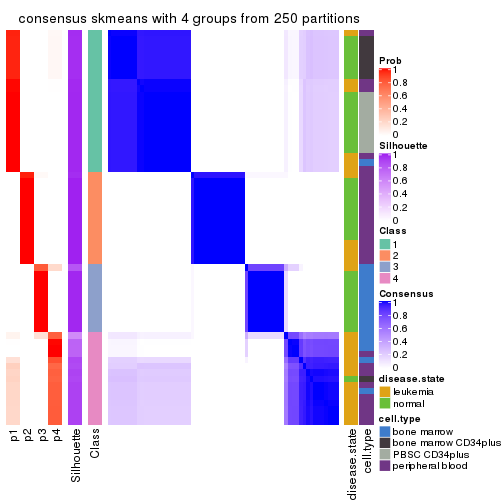 consensus skmeans with 4 groups from 250 partitions
Prob
1
0.8
0.6
0.4
0.2
0
Silhouette
1
0.8
0.6
0.4
0.2
0
Class
1
2
3
4
Consensus
1
0.8
0.6
0.4
0.2
0
disease.state
leukemia
normal
cell.type
bone marrow
bone marrow CD34plus
PBSC CD34plus
peripheral blood
p1
p2
p3
p4
Silhouette
Class
disease.state
cell.type